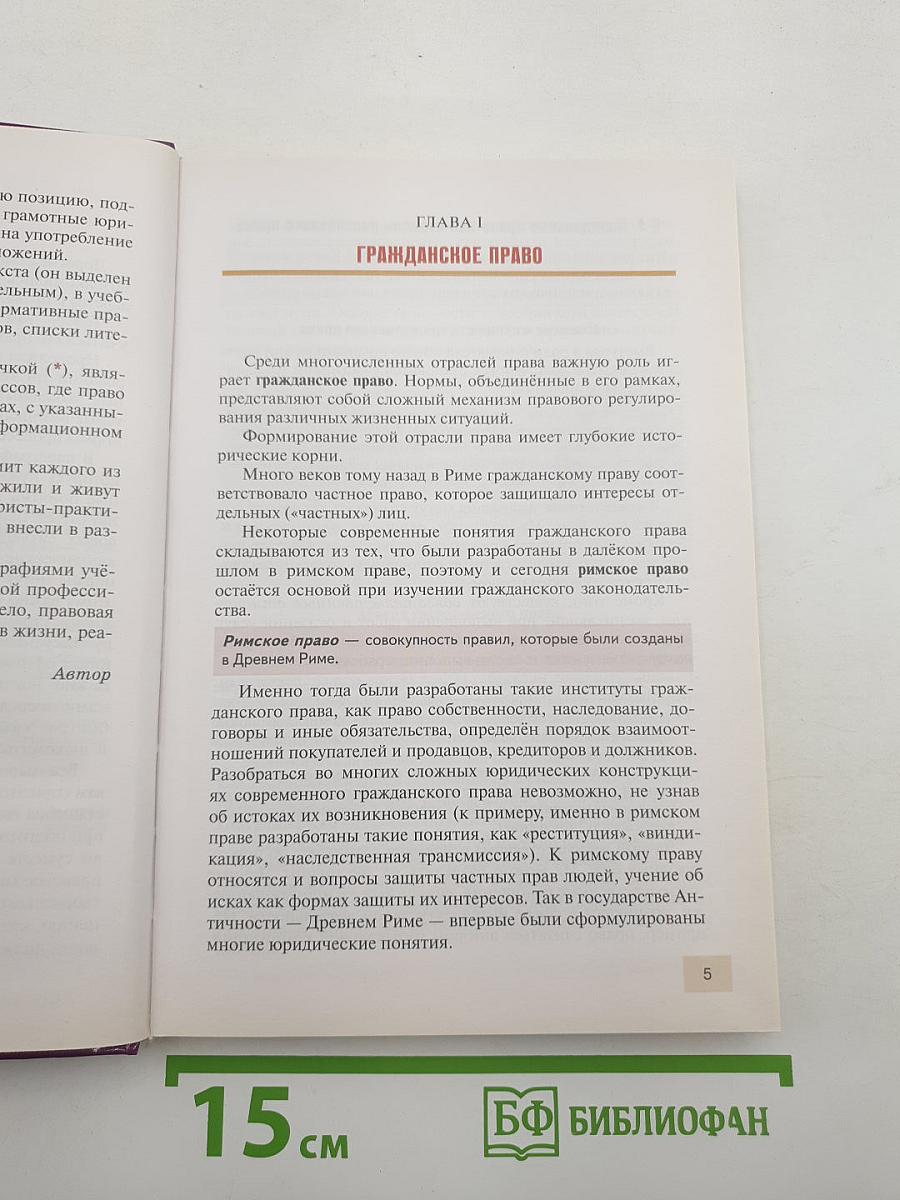 ю позицию, под-
грамотные юри-
на употребление
ложений.
кста (он выделен
ельным), в учеб-
рмативные пра-
ов, списки лите-
чкой (*), явля-
ссов, где право
ах, с указанны-
формационном
мит каждого из
жили и живут
ристы-практи-
внесли в раз-
рафиями учё-
ой професси-
ело, правовая
в жизни, реа-
Автор
ГЛАВА I
ГРАЖДАНСКОЕ ПРАВО
Среди многочисленных отраслей права важную роль иг-
рает гражданское право. Нормы, объединённые в его рамках,
представляют собой сложный механизм правового регулиро-
вания различных жизненных ситуаций.
Формирование этой отрасли права имеет глубокие исто-
рические корни.
Много веков тому назад в Риме гражданскому праву соот-
ветствовало частное право, которое защищало интересы от-
дельных («частных») лиц.
Некоторые современные понятия гражданского права
складываются из тех, что были разработаны в далёком про-
шлом в римском праве, поэтому и сегодня римское право
остаётся основой при изучении гражданского законодатель-
ства.
Римское право — совокупность правил, которые были созданы
в Древнем Риме.
Именно тогда были разработаны такие институты граж-
данского права, как право собственности, наследование, до-
говоры и иные обязательства, определён порядок взаимоот-
ношений покупателей и продавцов, кредиторов и должников.
Разобраться во многих сложных юридических конструкци-
ях современного гражданского права невозможно, не узнав
об истоках их возникновения (к примеру, именно в римском
праве разработаны такие понятия, как «реституция», «винди-
кация», «наследственная трансмиссия»). К римскому праву
относятся и вопросы защиты частных прав людей, учение об
исках как формах защиты их интересов. Так в государстве Ан-
тичности — Древнем Риме — впервые были сформулированы
многие юридические понятия.
5
15 см
БФ БИБЛИОФАН